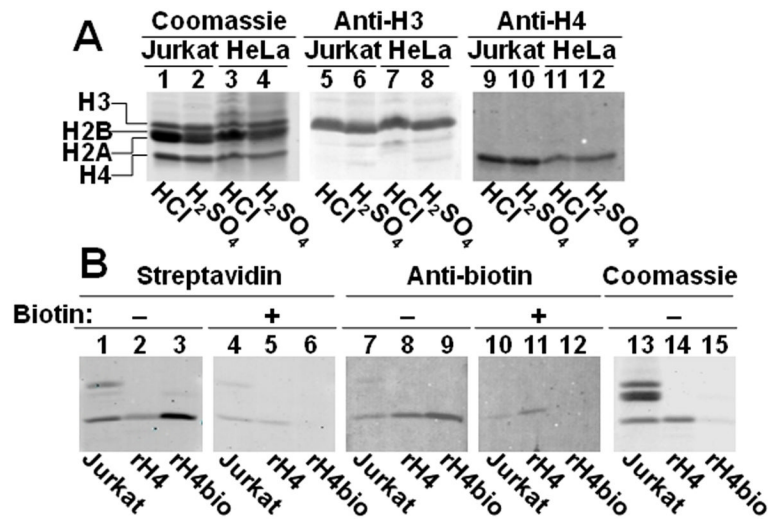 A
Coomassie Anti-H3 Anti-H4
Jurkat HeLa Jurkat HeLa Jurkat HeLa
1 2 3 4 5 6 7 8 9 10 11 12
H3
H2B
H2A
H4
HCl H₂SO₄ HCl H₂SO₄ HCl H₂SO₄ HCl H₂SO₄ HCl H₂SO₄ HCl H₂SO₄
B
Streptavidin Anti-biotin Coomassie
Biotin: – + – + –
1 2 3 4 5 6 7 8 9 10 11 12 13 14 15
Jurkat rH4 rH4bio Jurkat rH4 rH4bio Jurkat rH4 rH4bio Jurkat rH4 rH4bio Jurkat rH4 rH4bio